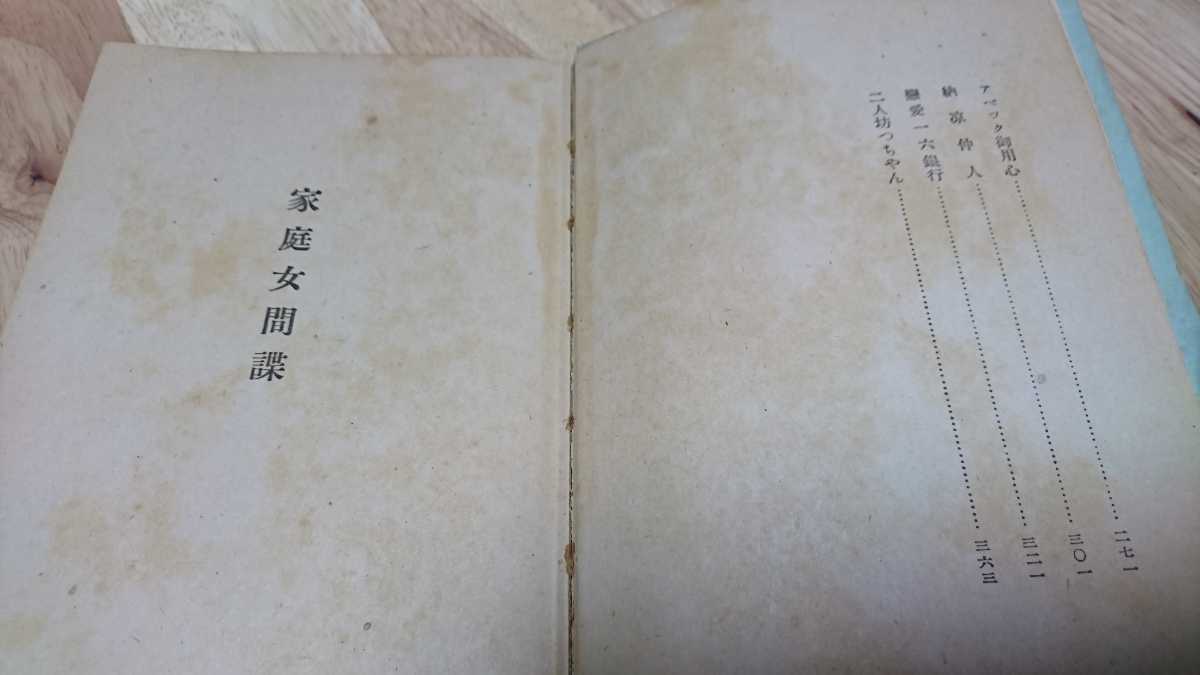 アベック御用心…………二七一
納涼仲人…………三〇一
戀愛一六銀行…………三二一
二人坊つちやん…………三六三
家庭女間諜